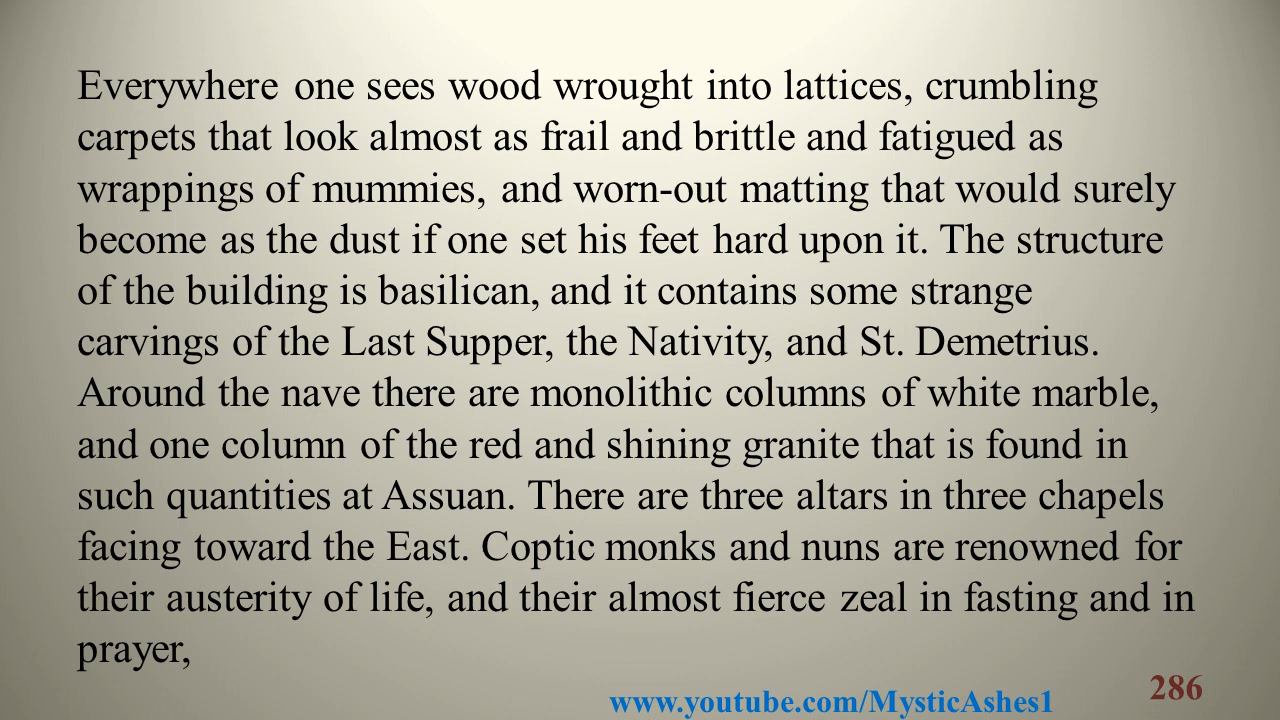 Everywhere one sees wood wrought into lattices, crumbling
carpets that look almost as frail and brittle and fatigued as
wrappings of mummies, and worn-out matting that would surely
become as the dust if one set his feet hard upon it. The structure
of the building is basilican, and it contains some strange
carvings of the Last Supper, the Nativity, and St. Demetrius.
Around the nave there are monolithic columns of white marble,
and one column of the red and shining granite that is found in
such quantities at Assuan. There are three altars in three chapels
facing toward the East. Coptic monks and nuns are renowned for
their austerity of life, and their almost fierce zeal in fasting and in
prayer,
286
www.youtube.com/MysticAshes1